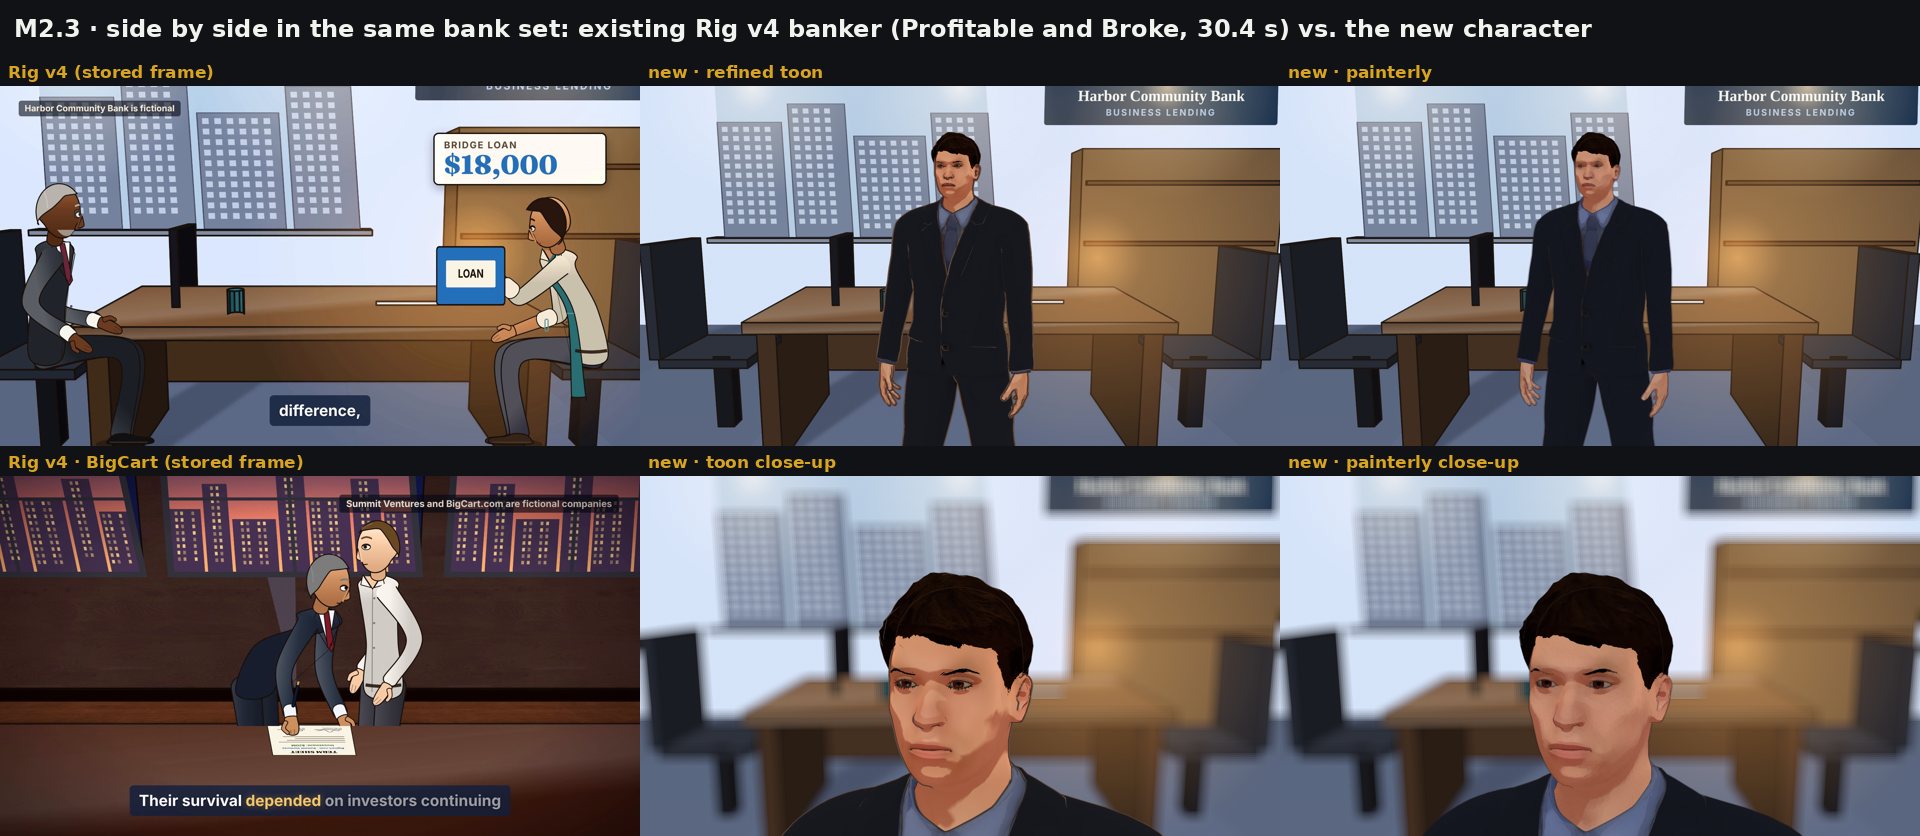 M2.3 · side by side in the same bank set: existing Rig v4 banker (Profitable and Broke, 30.4 s) vs. the new character
Rig v4 (stored frame)
new · refined toon
new · painterly
BUSINESS LENDING
Harbor Community Bank is fictional
BRIDGE LOAN
$18,000
LOAN
difference,
Harbor Community Bank
BUSINESS LENDING
Harbor Community Bank
BUSINESS LENDING
Rig v4 · BigCart (stored frame)
new · toon close-up
new · painterly close-up
Summit Ventures and BigCart.com are fictional companies
TERM SHEET
Their survival depended on investors continuing